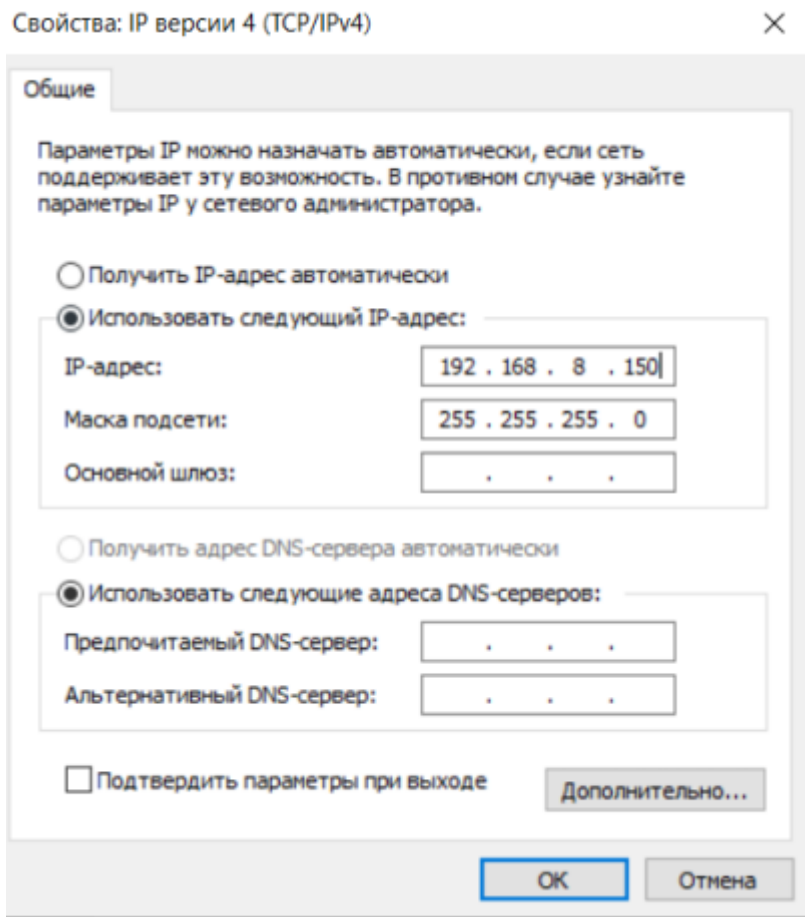 Свойства: IP версии 4 (TCP/IPv4)
Общие
Параметры IP можно назначать автоматически, если сеть
поддерживает эту возможность. В противном случае узнайте
параметры IP у сетевого администратора.
Получить IP-адрес автоматически
Использовать следующий IP-адрес:
IP-адрес: 192 . 168 . 8 . 150
Маска подсети: 255 . 255 . 255 . 0
Основной шлюз: . . .
Получить адрес DNS-сервера автоматически
Использовать следующие адреса DNS-серверов:
Предпочитаемый DNS-сервер: . . .
Альтернативный DNS-сервер: . . .
Подтвердить параметры при выходе Дополнительно...
ОК Отмена